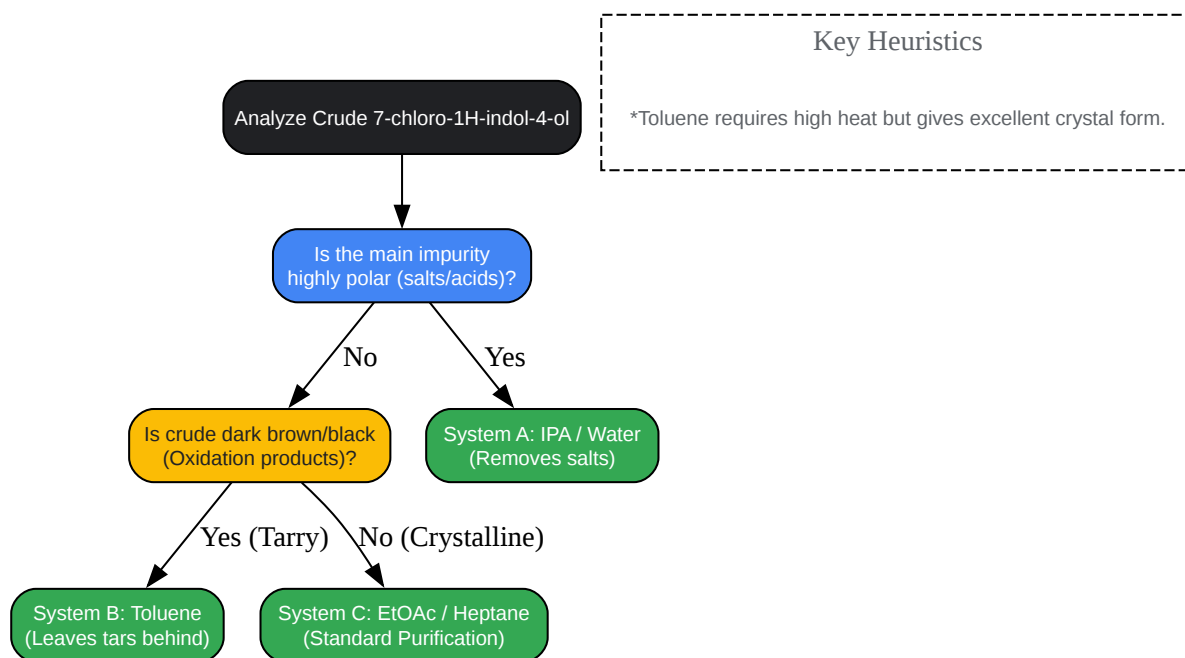 Key Heuristics
*Toluene requires high heat but gives excellent crystal form.
Analyze Crude 7-chloro-1H-indol-4-ol
Is the main impurity
highly polar (salts/acids)?
No
Yes
Is crude dark brown/black
(Oxidation products)?
System A: IPA / Water
(Removes salts)
Yes (Tarry)
No (Crystalline)
System B: Toluene
(Leaves tars behind)
System C: EtOAc / Heptane
(Standard Purification)